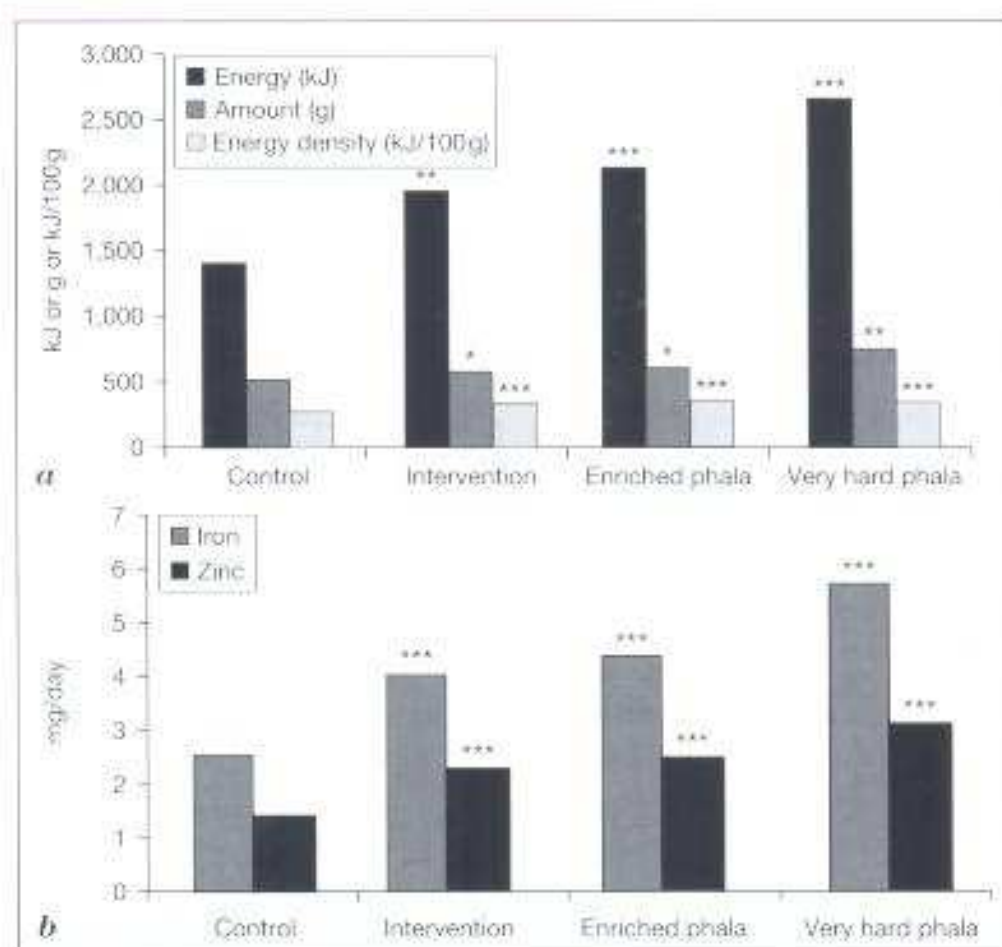 3,000
2,500
2,000
1,500
1,000
500
0
kJ or g or kJ/100g
Energy (kJ)
Amount (g)
Energy density (kJ/100g)
** *** ***
* * **
*** *** ***
a
Control Intervention Enriched phala Very hard phala
7
6
5
4
3
2
1
0
mg/day
Iron
Zinc
*** *** ***
*** *** ***
b
Control Intervention Enriched phala Very hard phala